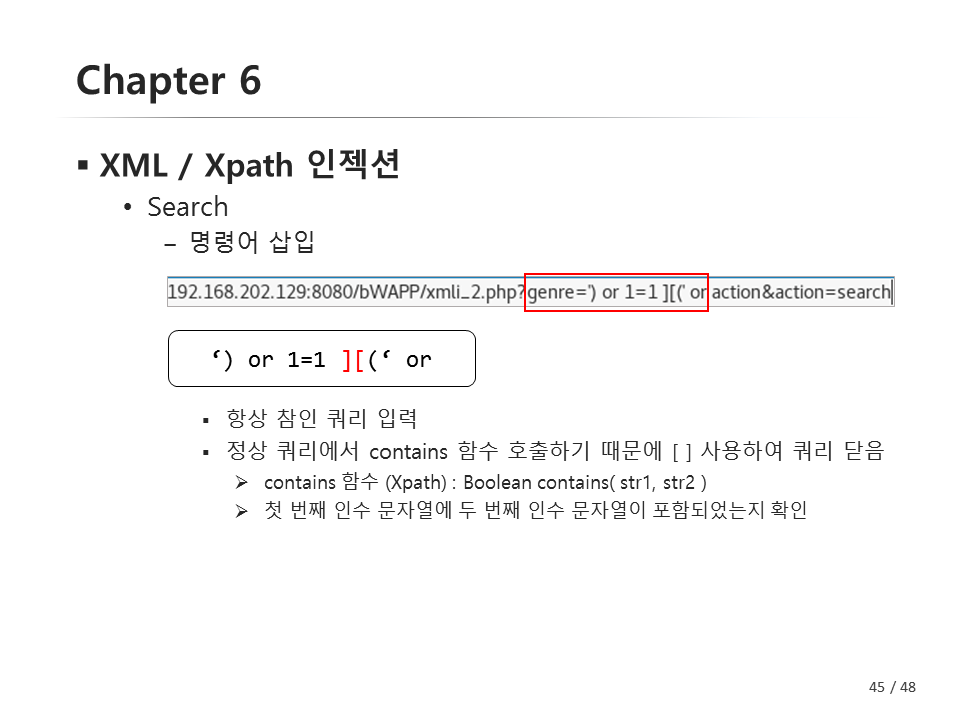 Chapter 6
▪ XML / Xpath 인젝션
• Search
– 명령어 삽입
192.168.202.129:8080/bWAPP/xmli_2.php?genre=') or 1=1 ][(' or action&action=search
‘) or 1=1 ][(‘ or
▪ 항상 참인 쿼리 입력
▪ 정상 쿼리에서 contains 함수 호출하기 때문에 [ ] 사용하여 쿼리 닫음
➢ contains 함수 (Xpath) : Boolean contains( str1, str2 )
➢ 첫 번째 인수 문자열에 두 번째 인수 문자열이 포함되었는지 확인
45 / 48